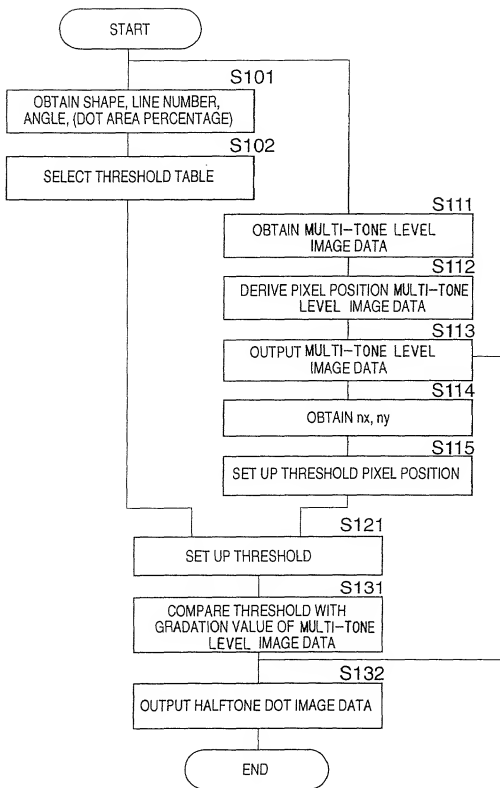 START
S101
OBTAIN SHAPE, LINE NUMBER,
ANGLE, (DOT AREA PERCENTAGE)
S102
SELECT THRESHOLD TABLE
S111
OBTAIN MULTI-TONE LEVEL
IMAGE DATA
S112
DERIVE PIXEL POSITION MULTI-TONE
LEVEL IMAGE DATA
S113
OUTPUT MULTI-TONE LEVEL
IMAGE DATA
S114
OBTAIN nx, ny
S115
SET UP THRESHOLD PIXEL POSITION
S121
SET UP THRESHOLD
S131
COMPARE THRESHOLD WITH
GRADATION VALUE OF MULTI-TONE
LEVEL IMAGE DATA
S132
OUTPUT HALFTONE DOT IMAGE DATA
END